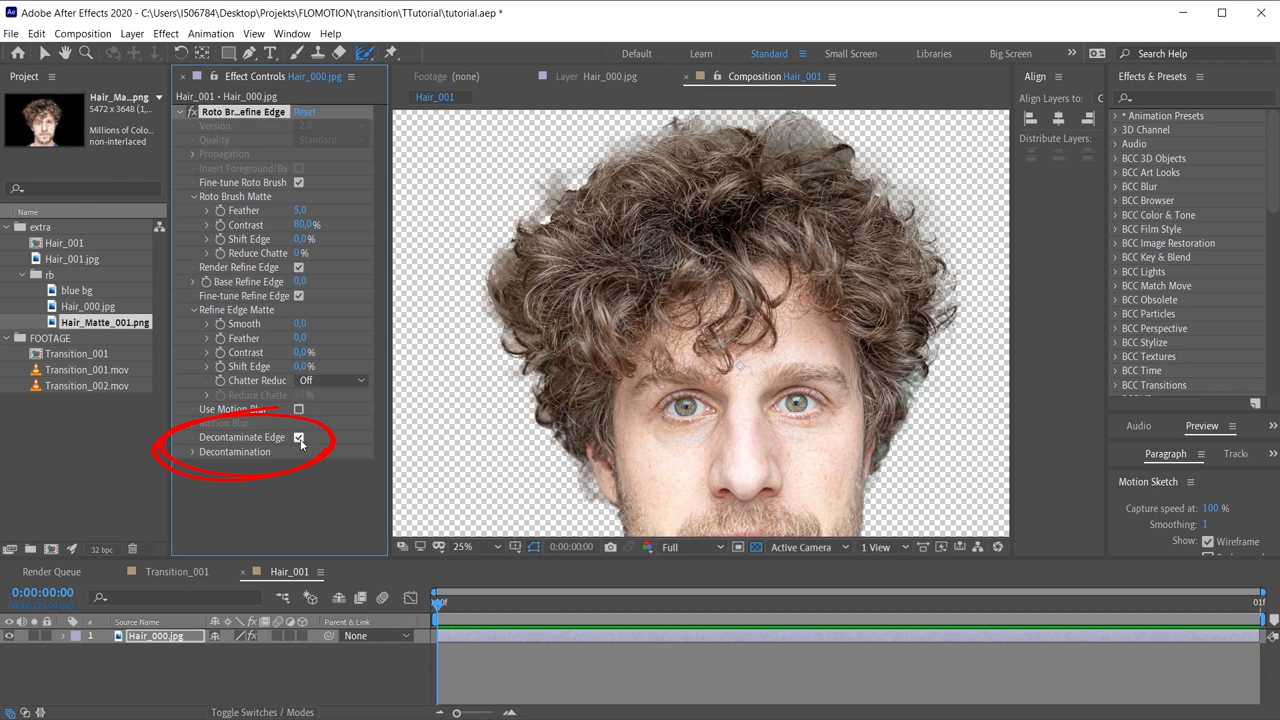 Adobe After Effects 2020 - C:\Users\I506784\Desktop\Projekts\FLOMOTION\transition\TTutorial\tutorial.aep *
File Edit Composition Layer Effect Animation View Window Help
Default Learn Standard Small Screen Libraries Big Screen Search Help
Project
Hair_Ma...png
5472 x 3648 (1,...
Millions of Colo...
non-interlaced
Name
extra
Hair_001
Hair_001.jpg
rb
blue bg
Hair_000.jpg
Hair_Matte_001.png
FOOTAGE
Transition_001
Transition_001.mov
Transition_002.mov
32 bpc
Effect Controls Hair_000.jpg
Hair_001 • Hair_000.jpg
fx Roto Br...efine Edge Reset
Version 2.0
Quality Standard
Propagation
Invert Foreground/Ba
Fine-tune Roto Brush
Roto Brush Matte
Feather 5,0
Contrast 80,0 %
Shift Edge 0,0 %
Reduce Chatte 0 %
Render Refine Edge
Base Refine Edge 0,0
Fine-tune Refine Edge
Refine Edge Matte
Smooth 0,0
Feather 0,0
Contrast 0,0 %
Shift Edge 0,0 %
Chatter Reduc Off
Reduce Chatte %
Use Motion Blur
Motion Blur
Decontaminate Edge
Decontamination
Footage (none) Layer Hair_000.jpg Composition Hair_001
Hair_001
25% 0:00:00:00 Full Active Camera 1 View
Align
Align Layers to: C
Distribute Layers:
Effects & Presets
* Animation Presets
3D Channel
Audio
BCC 3D Objects
BCC Art Looks
BCC Blur
BCC Browser
BCC Color & Tone
BCC Film Style
BCC Image Restoration
BCC Key & Blend
BCC Lights
BCC Match Move
BCC Obsolete
BCC Particles
BCC Perspective
BCC Stylize
BCC Textures
BCC Time
BCC Transitions
Audio Preview
Paragraph Tracki
Motion Sketch
Capture speed at: 100 %
Smoothing: 1
Show: Wireframe
Render Queue Transition_001 Hair_001
0:00:00:00
# Source Name fx Parent & Link
1 Hair_000.jpg fx None
:00f 01f
Toggle Switches / Modes